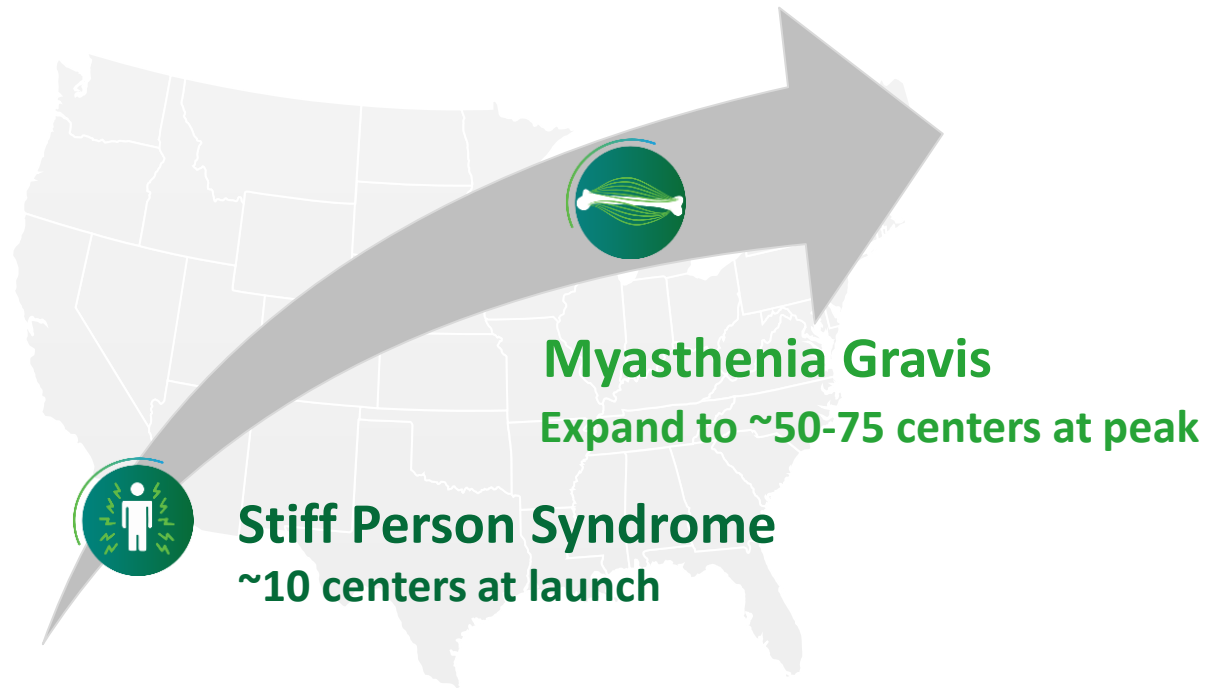 Myasthenia Gravis
Expand to ~50-75 centers at peak
Stiff Person Syndrome
~10 centers at launch